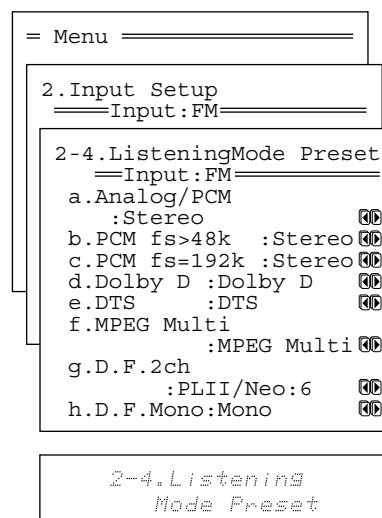 Menu
2.Input Setup
Input:FM
2-4.ListeningMode Preset
Input:FM
a.Analog/PCM
:Stereo
b.PCM fs>48k :Stereo
c.PCM fs=192k :Stereo
d.Dolby D :Dolby D
e.DTS :DTS
f.MPEG Multi
:MPEG Multi
g.D.F.2ch
:PLII/Neo:6
h.D.F.Mono:Mono
2-4.Listening
Mode Preset